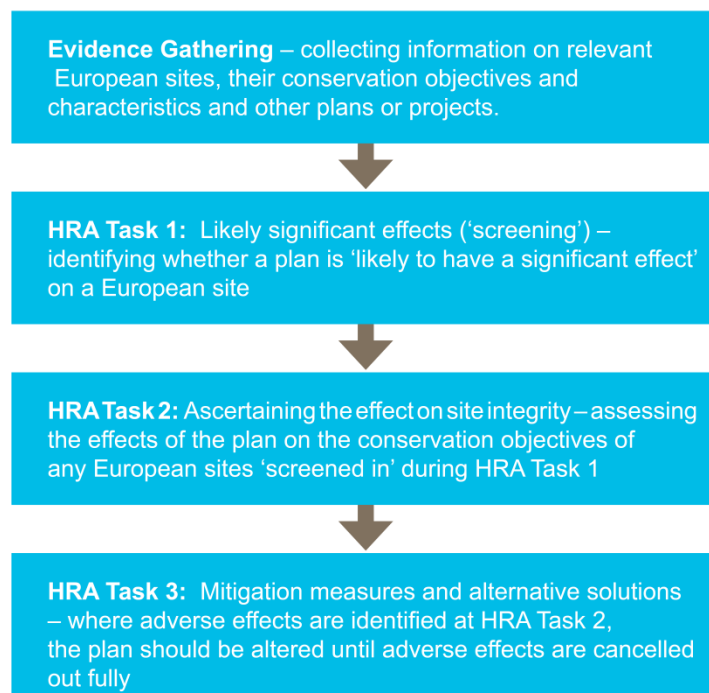 Evidence Gathering – collecting information on relevant
European sites, their conservation objectives and
characteristics and other plans or projects.
HRA Task 1: Likely significant effects (‘screening’) –
identifying whether a plan is ‘likely to have a significant effect’
on a European site
HRA Task 2: Ascertaining the effect on site integrity – assessing
the effects of the plan on the conservation objectives of
any European sites ‘screened in’ during HRA Task 1
HRA Task 3: Mitigation measures and alternative solutions
– where adverse effects are identified at HRA Task 2,
the plan should be altered until adverse effects are cancelled
out fully